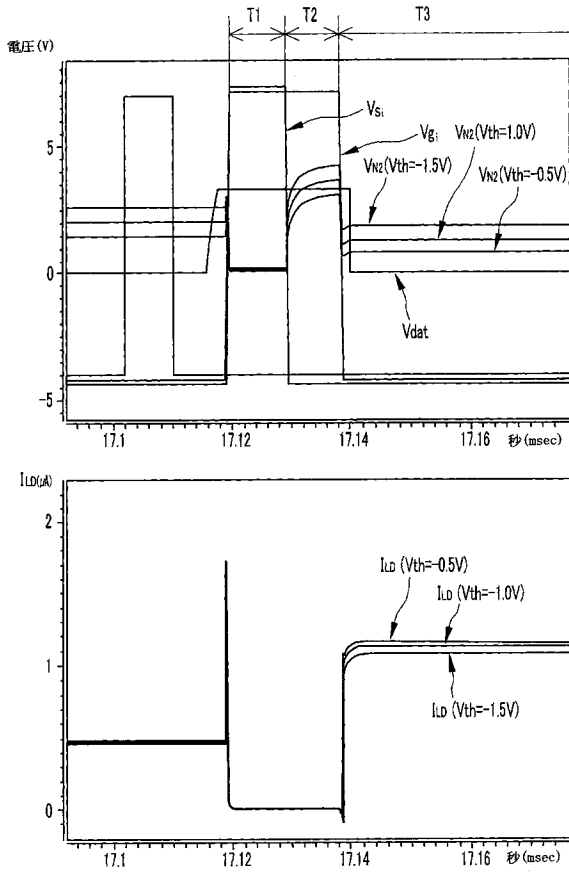 T1 T2 T3
電圧(V)
VSi
Vgi
VN2(Vth=1.0V)
VN2(Vth=-1.5V)
VN2(Vth=-0.5V)
5
0
Vdat
-5
17.1 17.12 17.14 17.16 秒(msec)
ILD(μA)
2
ILD(Vth=-0.5V)
ILD(Vth=-1.0V)
1
ILD(Vth=-1.5V)
0
17.1 17.12 17.14 17.16 秒(msec)